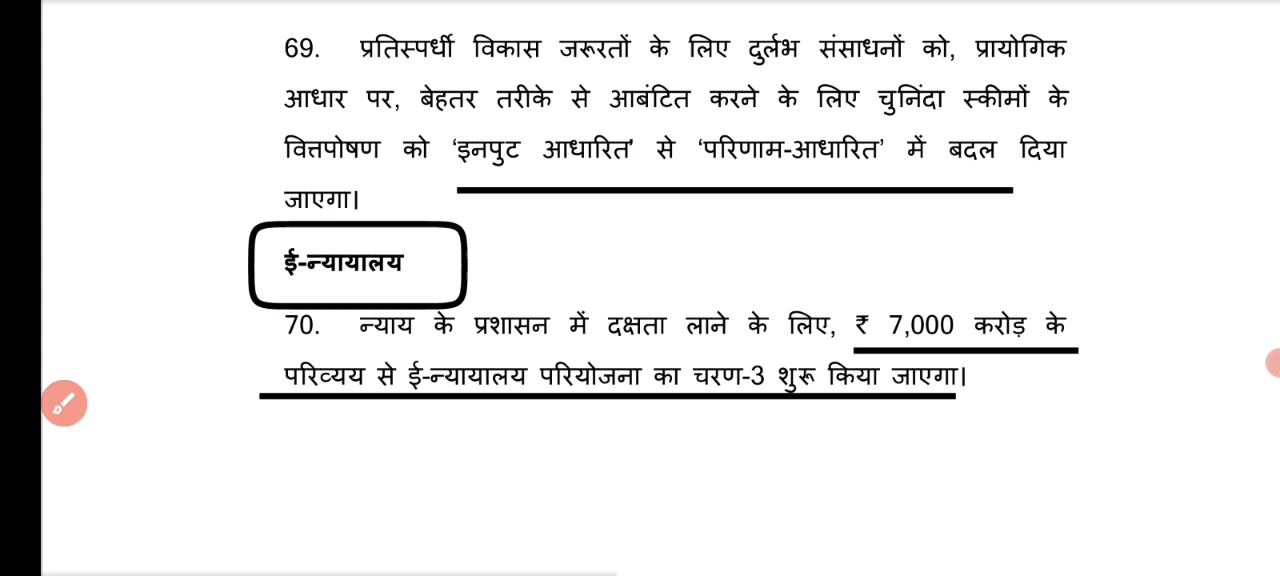 69. प्रतिस्पर्धी विकास जरूरतों के लिए दुर्लभ संसाधनों को, प्रायोगिक
आधार पर, बेहतर तरीके से आबंटित करने के लिए चुनिंदा स्कीमों के
वित्तपोषण को ‘इनपुट आधारित’ से ‘परिणाम-आधारित’ में बदल दिया
जाएगा।
ई-न्यायालय
70. न्याय के प्रशासन में दक्षता लाने के लिए, ₹ 7,000 करोड़ के
परिव्यय से ई-न्यायालय परियोजना का चरण-3 शुरू किया जाएगा।